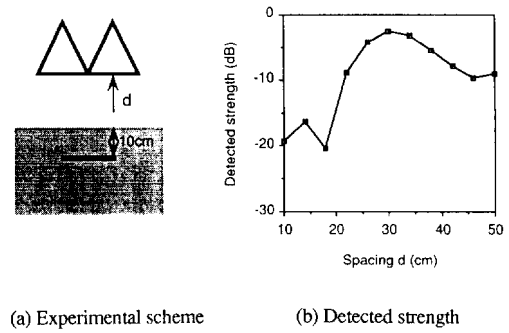 d
10cm
0
-10
-20
-30
10
20
30
40
50
Detected strength (dB)
Spacing d (cm)
(a) Experimental scheme
(b) Detected strength